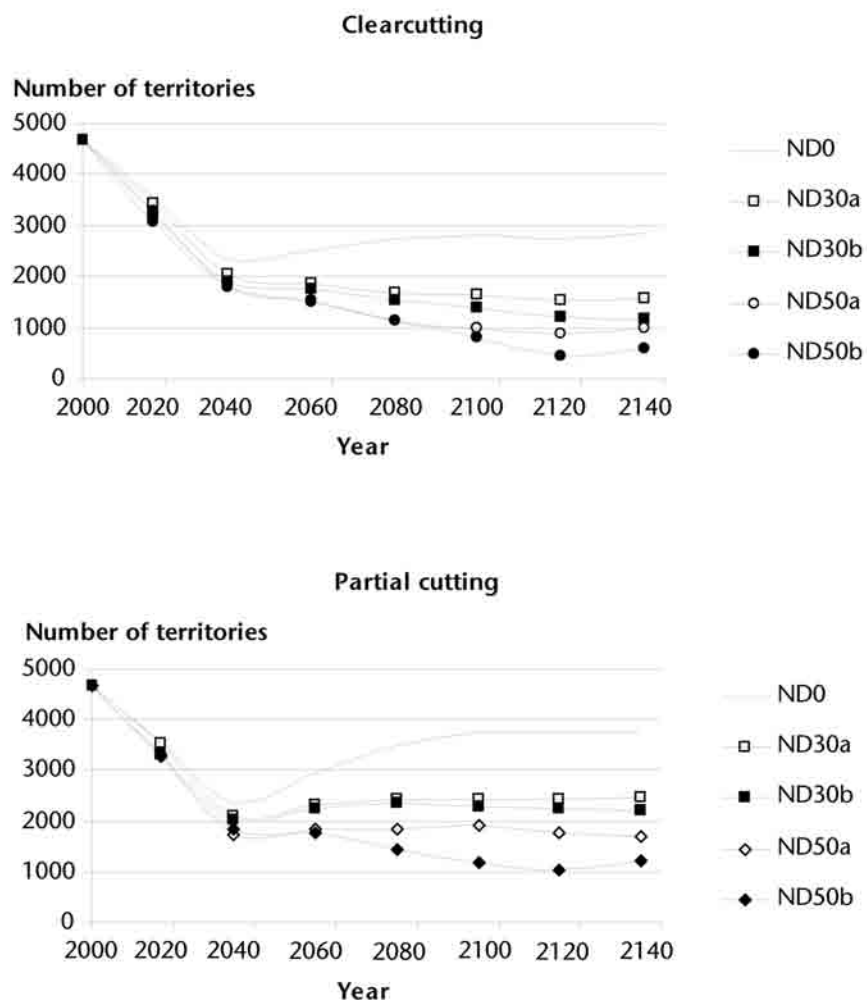 Clearcutting
Number of territories
5000
4000
3000
2000
1000
0
2000 2020 2040 2060 2080 2100 2120 2140
Year
ND0
ND30a
ND30b
ND50a
ND50b
Partial cutting
Number of territories
5000
4000
3000
2000
1000
0
2000 2020 2040 2060 2080 2100 2120 2140
Year
ND0
ND30a
ND30b
ND50a
ND50b